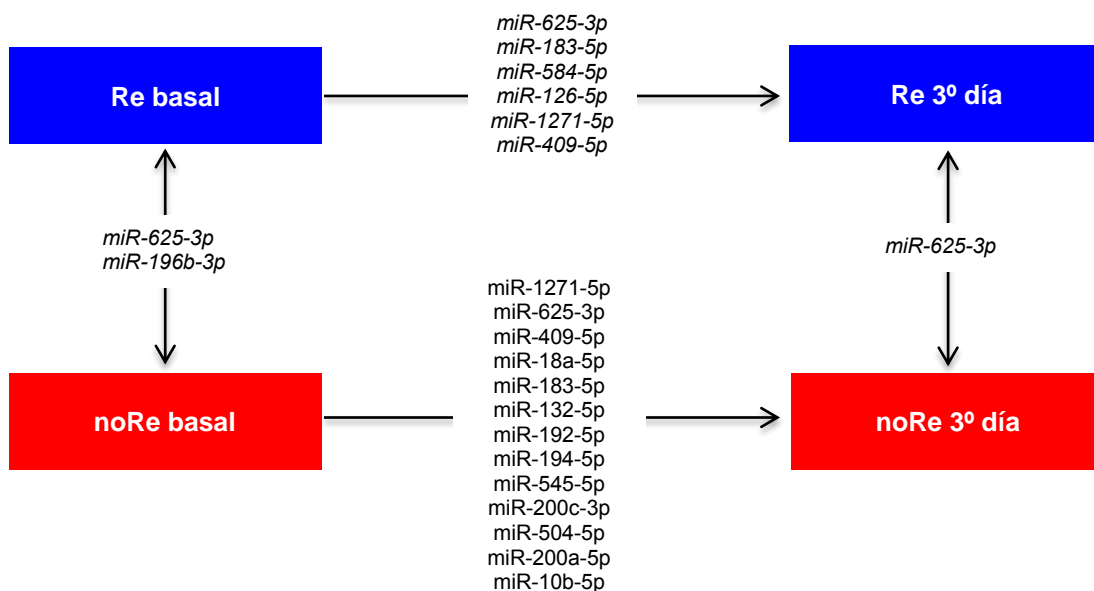 miR-625-3p
miR-183-5p
miR-584-5p
miR-126-5p
miR-1271-5p
miR-409-5p
Re basal
Re 3º día
miR-625-3p
miR-196b-3p
miR-625-3p
miR-1271-5p
miR-625-3p
miR-409-5p
miR-18a-5p
miR-183-5p
miR-132-5p
miR-192-5p
miR-194-5p
miR-545-5p
miR-200c-3p
miR-504-5p
miR-200a-5p
miR-10b-5p
noRe basal
noRe 3º día